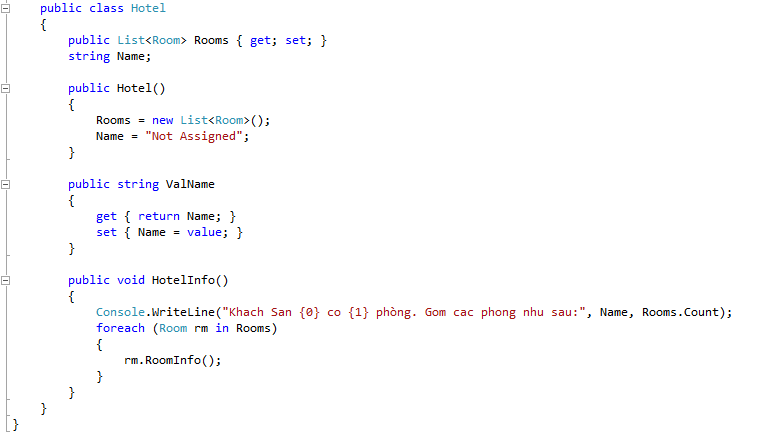 public class Hotel
{
public List<Room> Rooms { get; set; }
string Name;
public Hotel()
{
Rooms = new List<Room>();
Name = "Not Assigned";
}
public string ValName
{
get { return Name; }
set { Name = value; }
}
public void HotelInfo()
{
Console.WriteLine("Khach San {0} co {1} phòng. Gom cac phong nhu sau:", Name, Rooms.Count);
foreach (Room rm in Rooms)
{
rm.RoomInfo();
}
}
}
}